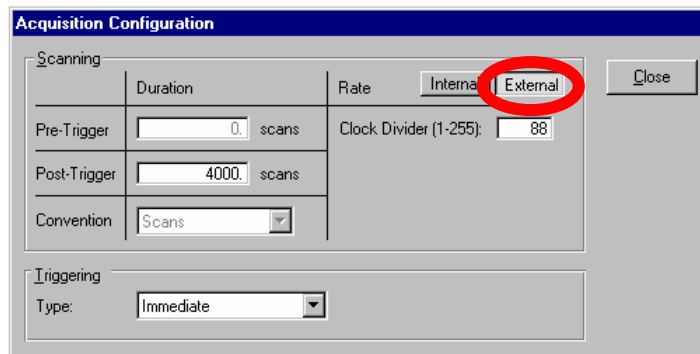 Acquisition Configuration
Scanning
Duration Rate Internal External Close
Pre-Trigger 0. scans Clock Divider (1-255): 88
Post-Trigger 4000. scans
Convention Scans
Triggering
Type: Immediate